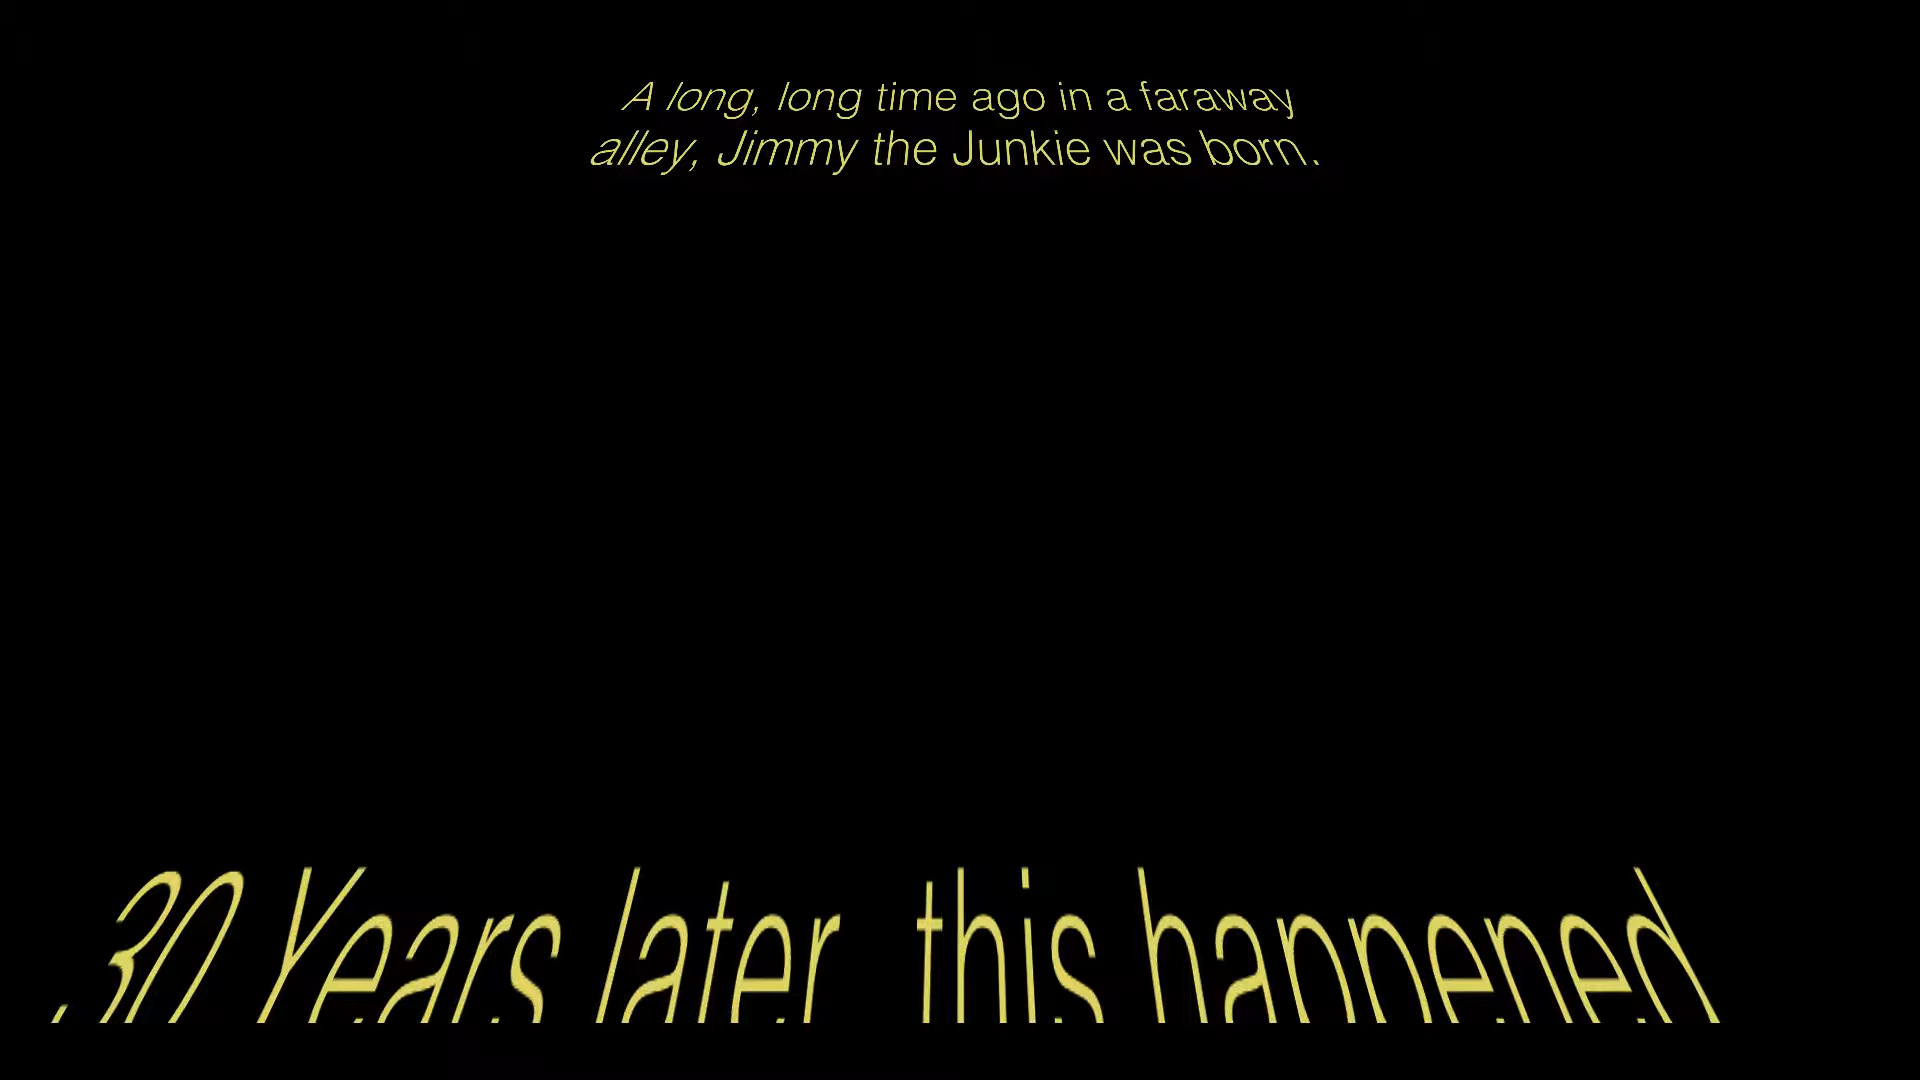 A long, long time ago in a faraway
alley, Jimmy the Junkie was born.
30 Years later this happened